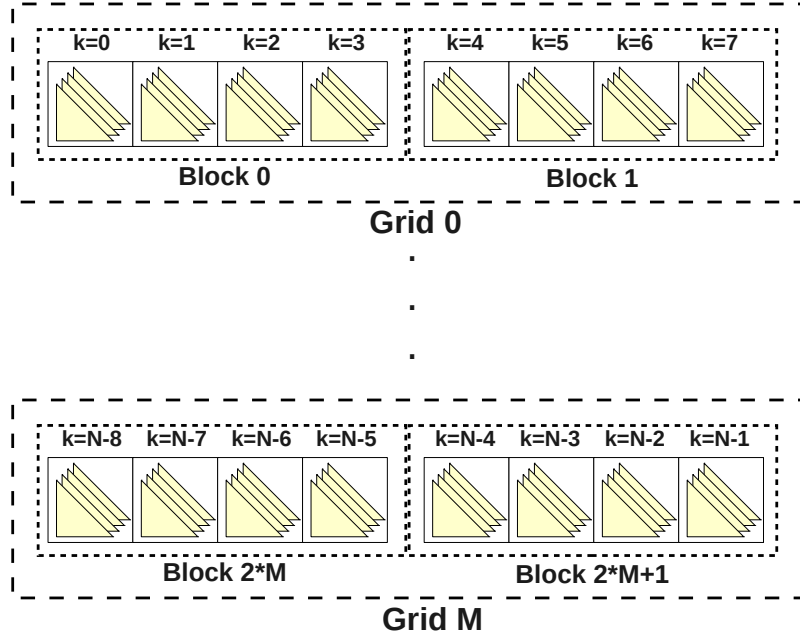 k=0 k=1 k=2 k=3 k=4 k=5 k=6 k=7
Block 0 Block 1
Grid 0
.
.
.
k=N-8 k=N-7 k=N-6 k=N-5 k=N-4 k=N-3 k=N-2 k=N-1
Block 2*M Block 2*M+1
Grid M